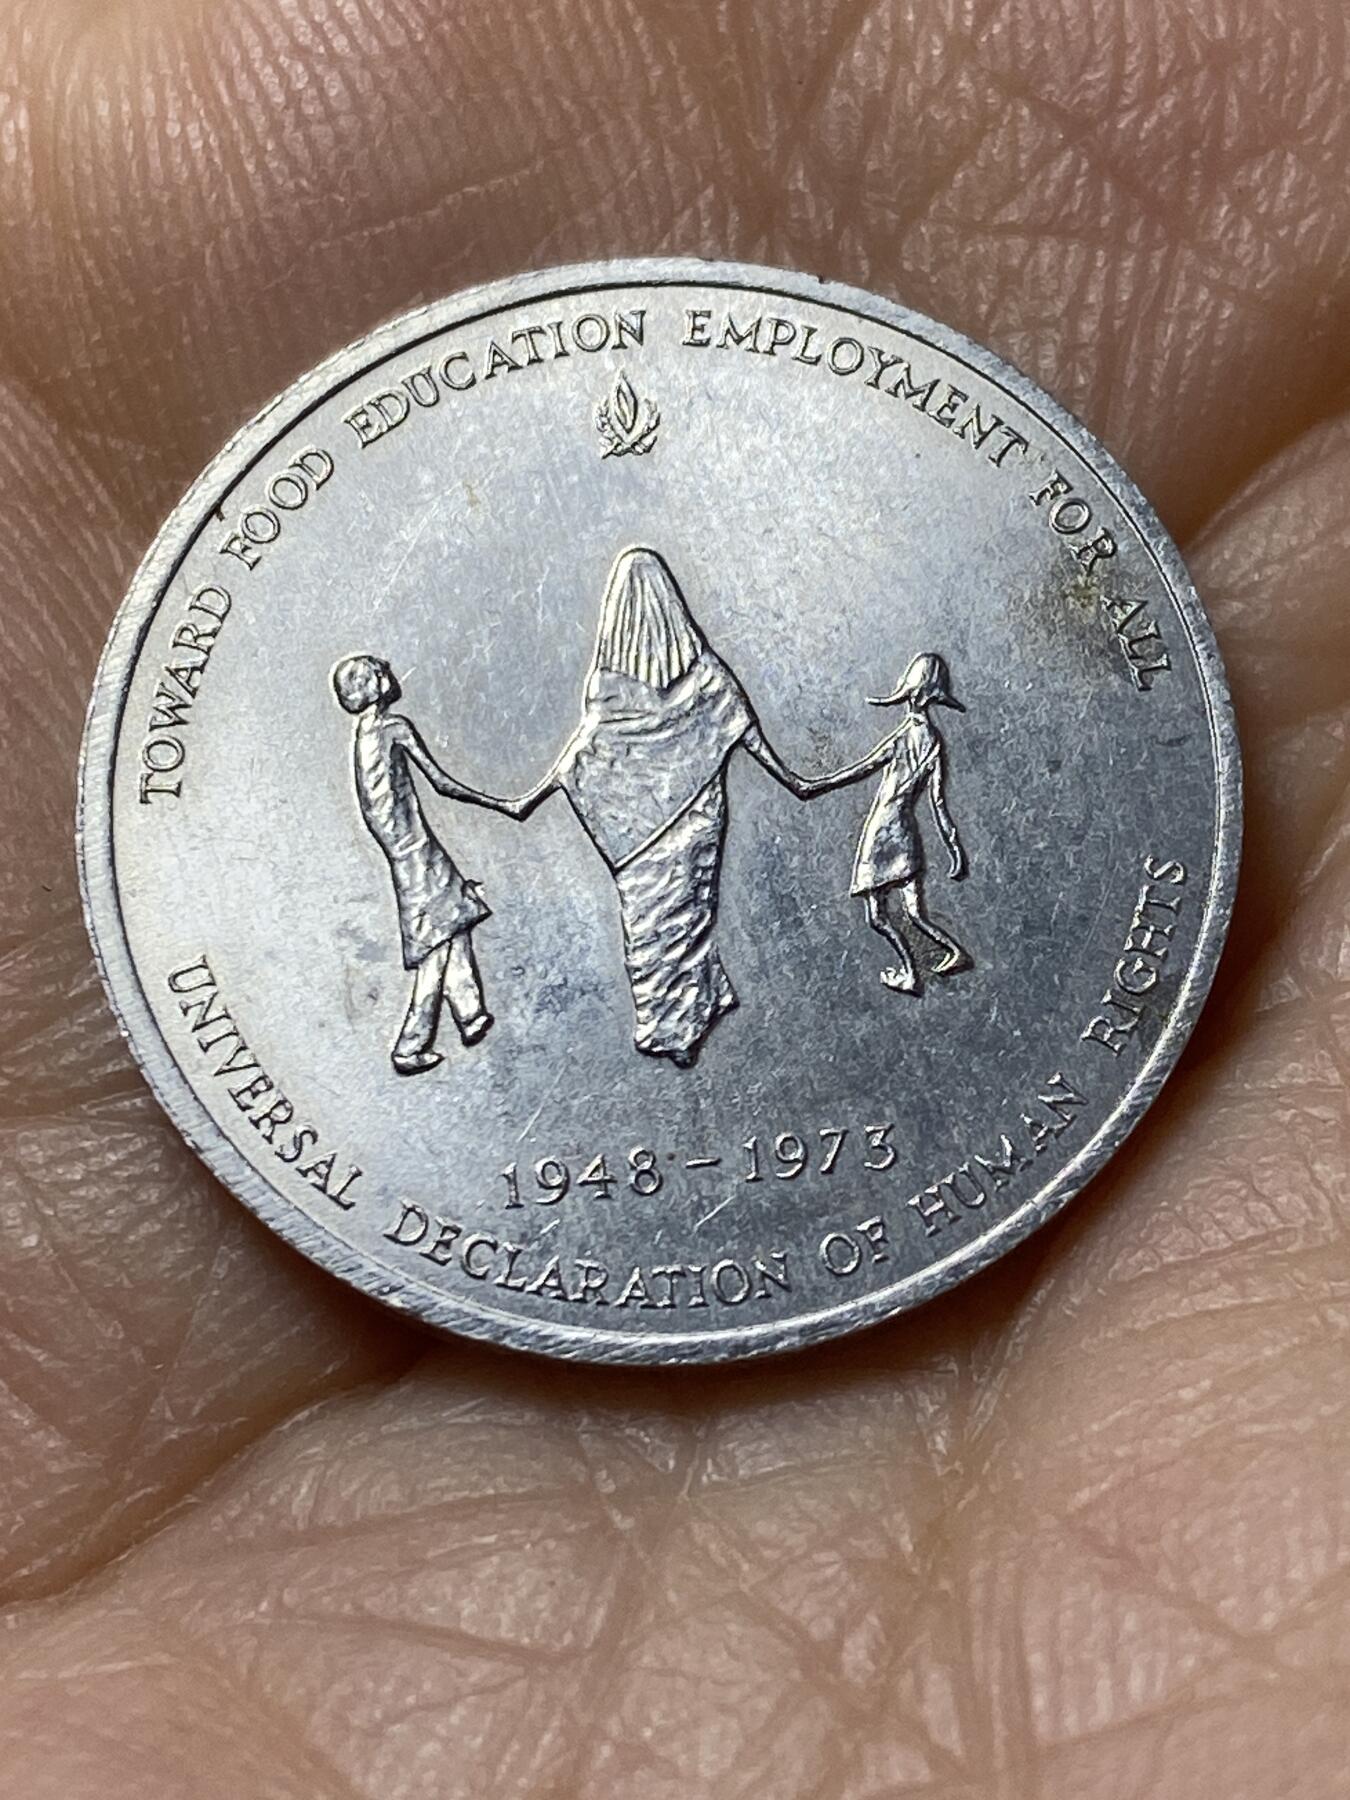 TOWARD FOOD EDUCATION EMPLOYMENT FOR ALL
1948-1973
UNIVERSAL DECLARATION OF HUMAN RIGHTS